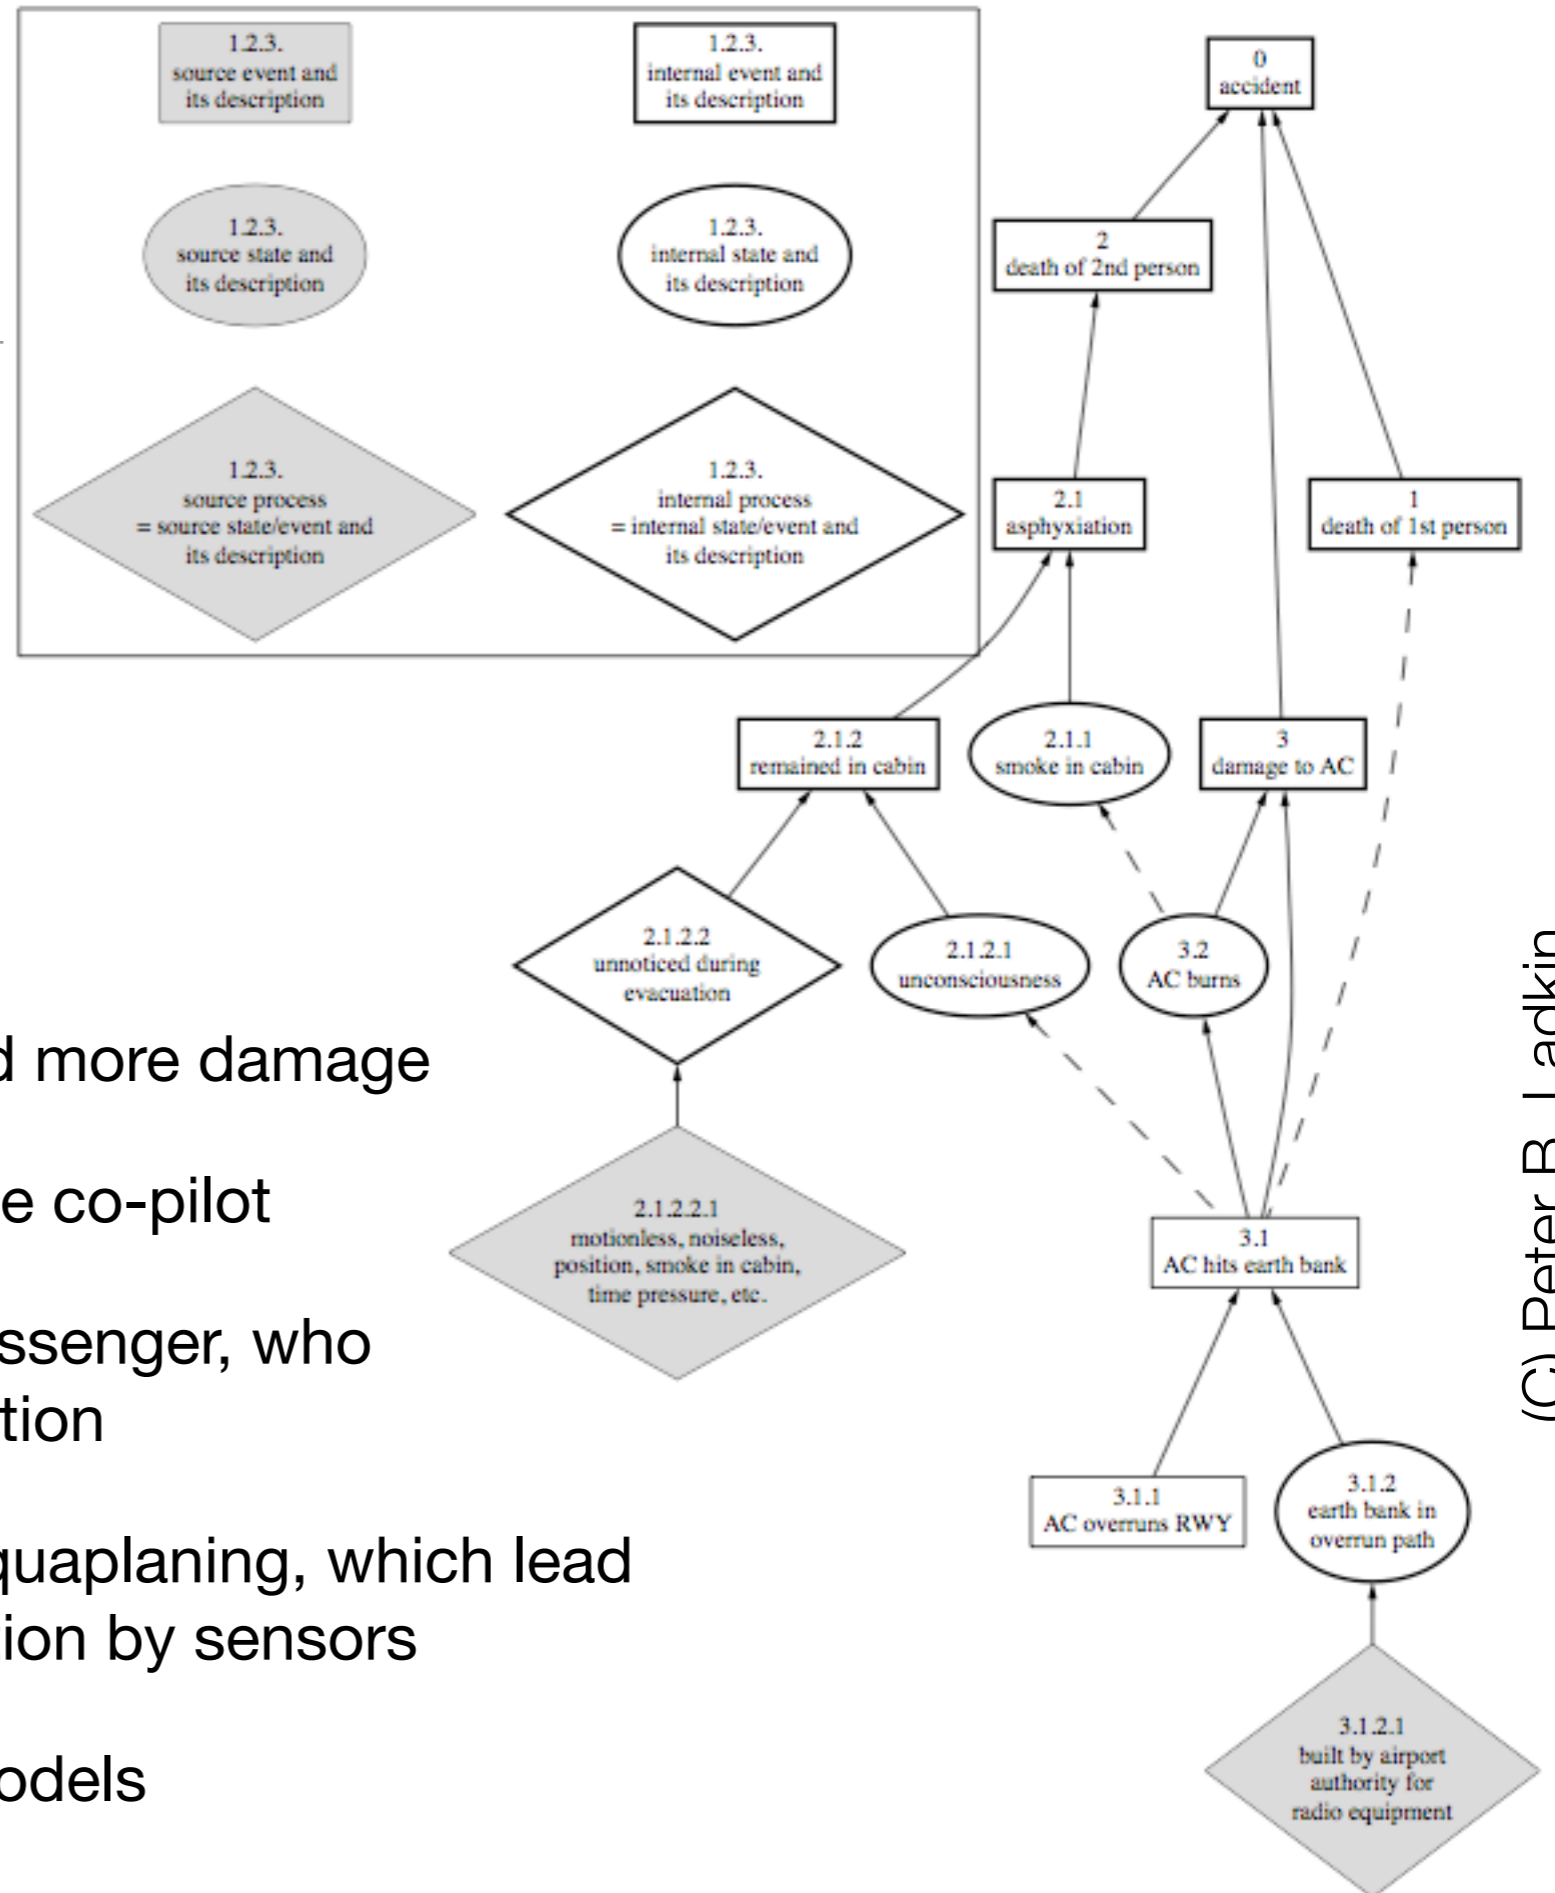 1.2.3.
source event and
its description
1.2.3.
internal event and
its description
1.2.3.
source state and
its description
1.2.3.
internal state and
its description
1.2.3.
source process
= source state/event and
its description
1.2.3.
internal process
= internal state/event and
its description
0
accident
2
death of 2nd person
2.1
asphyxiation
1
death of 1st person
2.1.2
remained in cabin
2.1.1
smoke in cabin
3
damage to AC
2.1.2.2
unnoticed during
evacuation
2.1.2.1
unconsciousness
3.2
AC burns
2.1.2.2.1
motionless, noiseless,
position, smoke in cabin,
time pressure, etc.
3.1
AC hits earth bank
3.1.1
AC overruns RWY
3.1.2
earth bank in
overrun path
3.1.2.1
built by airport
authority for
radio equipment
d more damage
e co-pilot
ssenger, who
tion
quaplaning, which lead
tion by sensors
odels
(C) Peter B. Ladkin